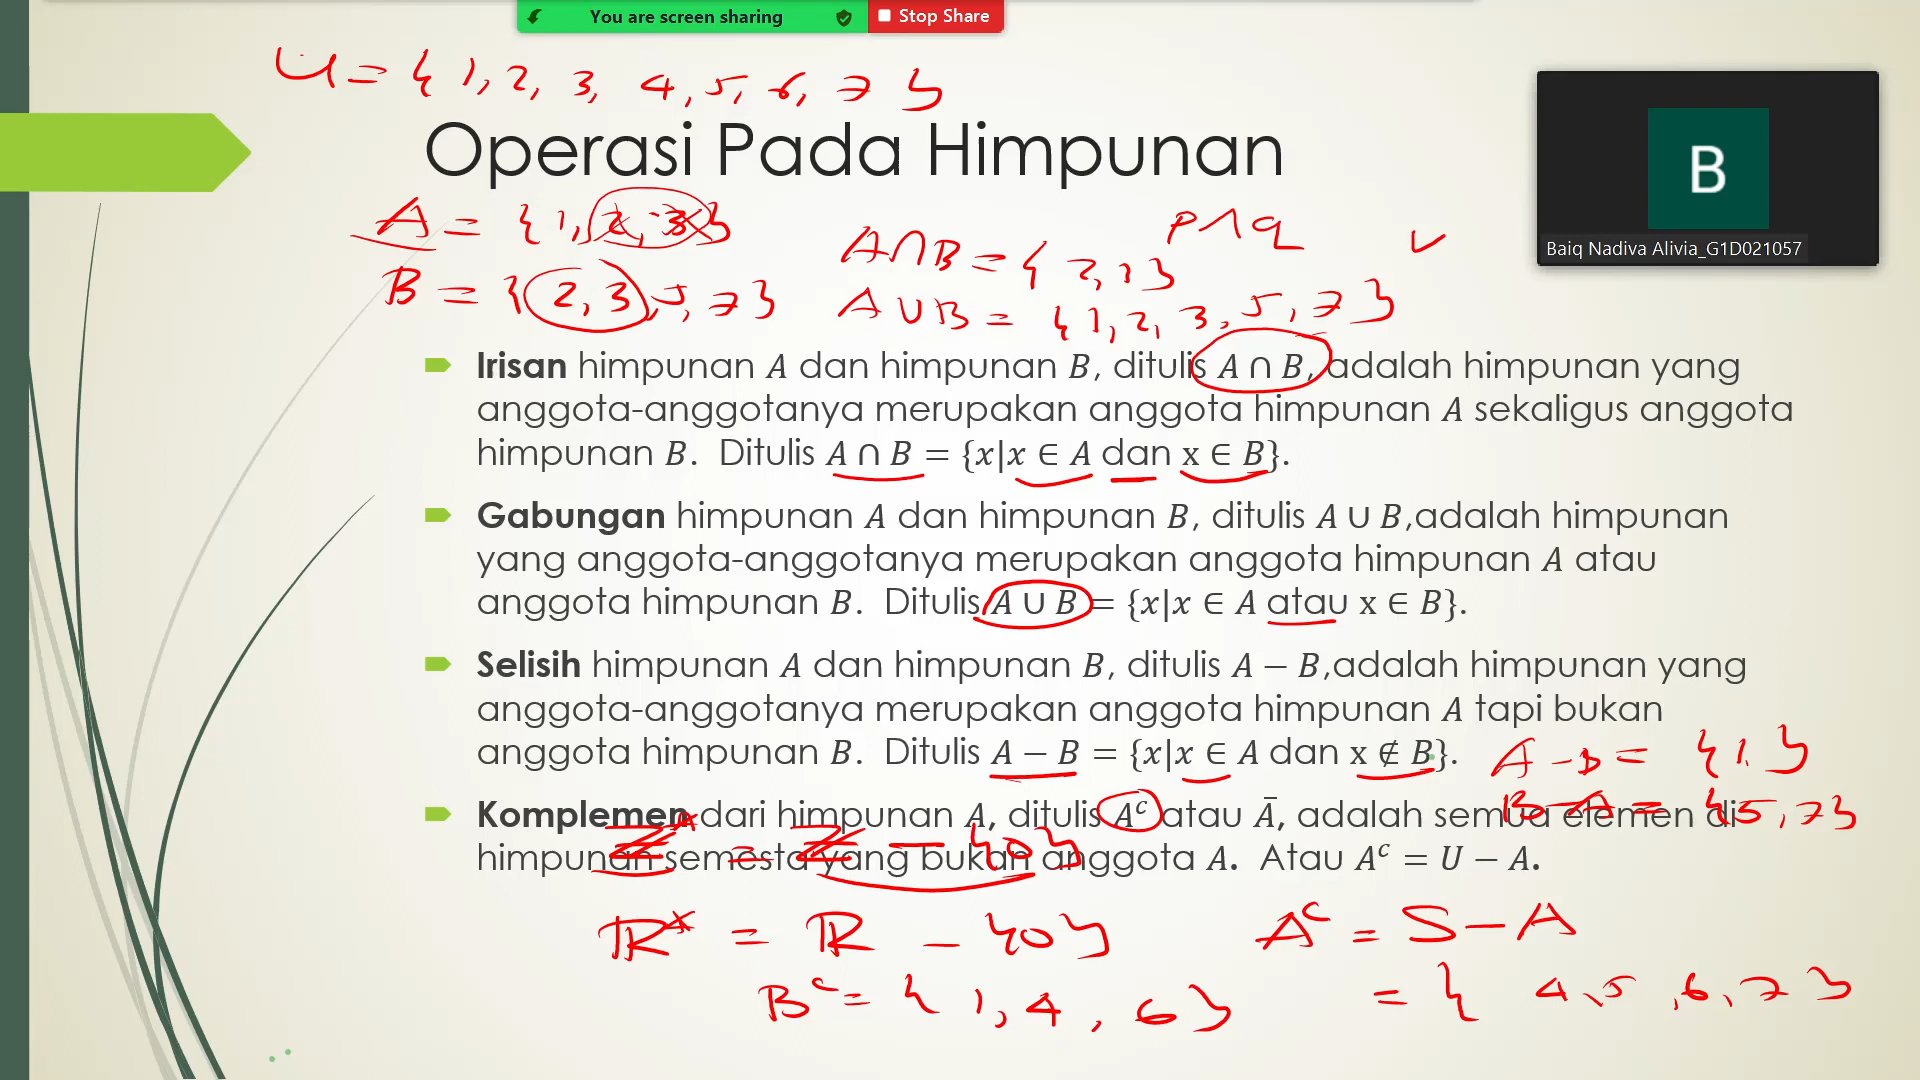 You are screen sharing Stop Share
U = { 1, 2, 3, 4, 5, 6, 7 }
Operasi Pada Himpunan
B
Baiq Nadiva Alivia_G1D021057
A = { 1, 2, 3 }
p ∧ q
A ∩ B = { 2, 3 }
B = { 2, 3, 5, 7 }
A ∪ B = { 1, 2, 3, 5, 7 }
Irisan himpunan A dan himpunan B, ditulis A ∩ B, adalah himpunan yang
anggota-anggotanya merupakan anggota himpunan A sekaligus anggota
himpunan B. Ditulis A ∩ B = {x|x ∈ A dan x ∈ B}.
Gabungan himpunan A dan himpunan B, ditulis A ∪ B,adalah himpunan
yang anggota-anggotanya merupakan anggota himpunan A atau
anggota himpunan B. Ditulis A ∪ B = {x|x ∈ A atau x ∈ B}.
Selisih himpunan A dan himpunan B, ditulis A − B,adalah himpunan yang
anggota-anggotanya merupakan anggota himpunan A tapi bukan
anggota himpunan B. Ditulis A − B = {x|x ∈ A dan x ∉ B}.
A − B = { 1 }
B − A = { 5, 7 }
Komplemen dari himpunan A, ditulis Aᶜ atau Ā, adalah semua elemen di
himpunan semesta yang bukan anggota A. Atau Aᶜ = U − A.
= − {0}
ℝ* = ℝ − {0}
Aᶜ = S − A
Bᶜ = { 1, 4, 6 }
= { 4, 5, 6, 7 }